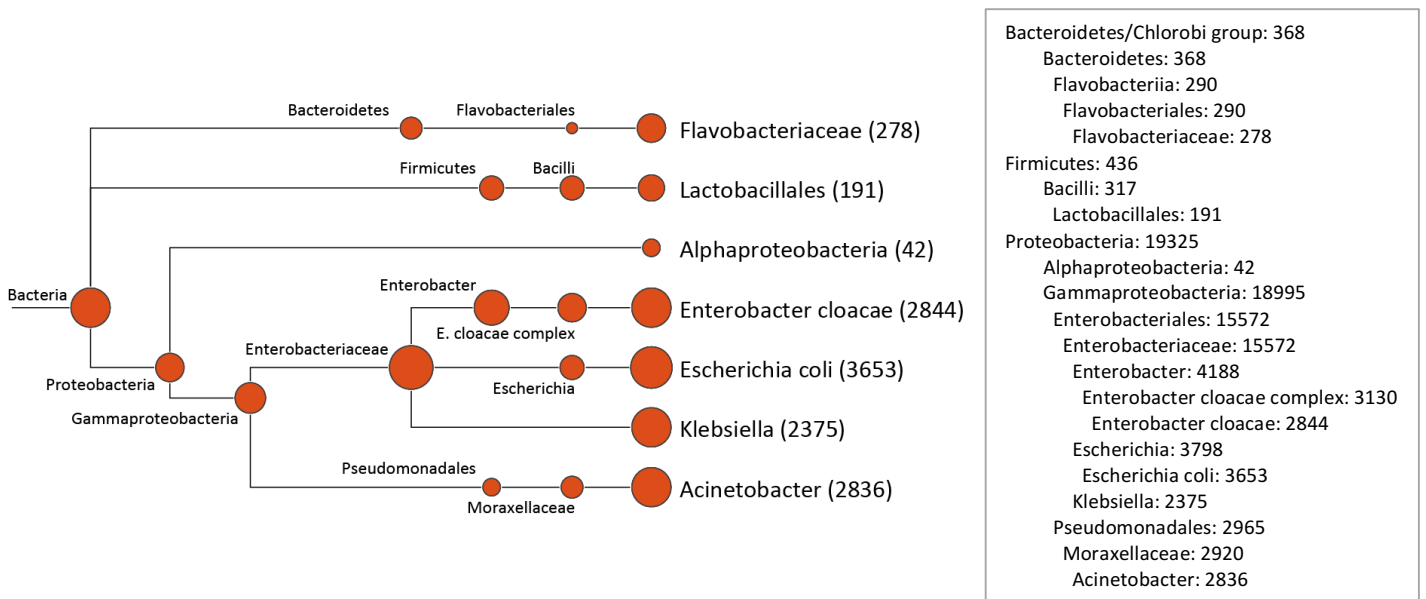 Bacteroidetes
Flavobacteriales
Flavobacteriaceae (278)
Firmicutes
Bacilli
Lactobacillales (191)
Alphaproteobacteria (42)
Bacteria
Enterobacter
E. cloacae complex
Enterobacter cloacae (2844)
Enterobacteriaceae
Escherichia
Escherichia coli (3653)
Proteobacteria
Gammaproteobacteria
Klebsiella (2375)
Pseudomonadales
Moraxellaceae
Acinetobacter (2836)
Bacteroidetes/Chlorobi group: 368
Bacteroidetes: 368
Flavobacteriia: 290
Flavobacteriales: 290
Flavobacteriaceae: 278
Firmicutes: 436
Bacilli: 317
Lactobacillales: 191
Proteobacteria: 19325
Alphaproteobacteria: 42
Gammaproteobacteria: 18995
Enterobacteriales: 15572
Enterobacteriaceae: 15572
Enterobacter: 4188
Enterobacter cloacae complex: 3130
Enterobacter cloacae: 2844
Escherichia: 3798
Escherichia coli: 3653
Klebsiella: 2375
Pseudomonadales: 2965
Moraxellaceae: 2920
Acinetobacter: 2836